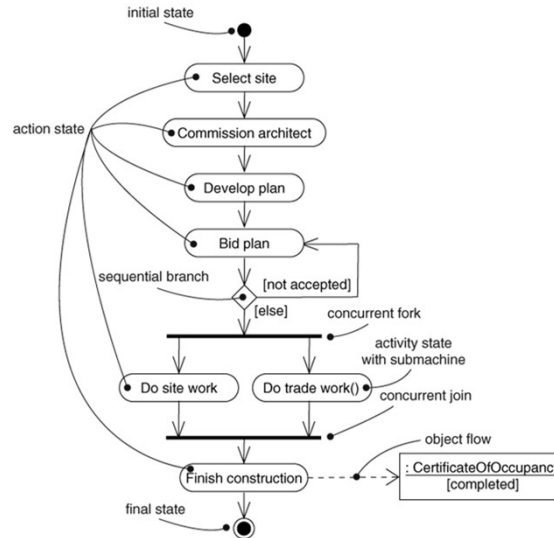 initial state
Select site
action state
Commission architect
Develop plan
Bid plan
sequential branch
[not accepted]
[else]
concurrent fork
activity state
with submachine
Do site work
Do trade work()
concurrent join
object flow
: CertificateOfOccupancy
[completed]
Finish construction
final state